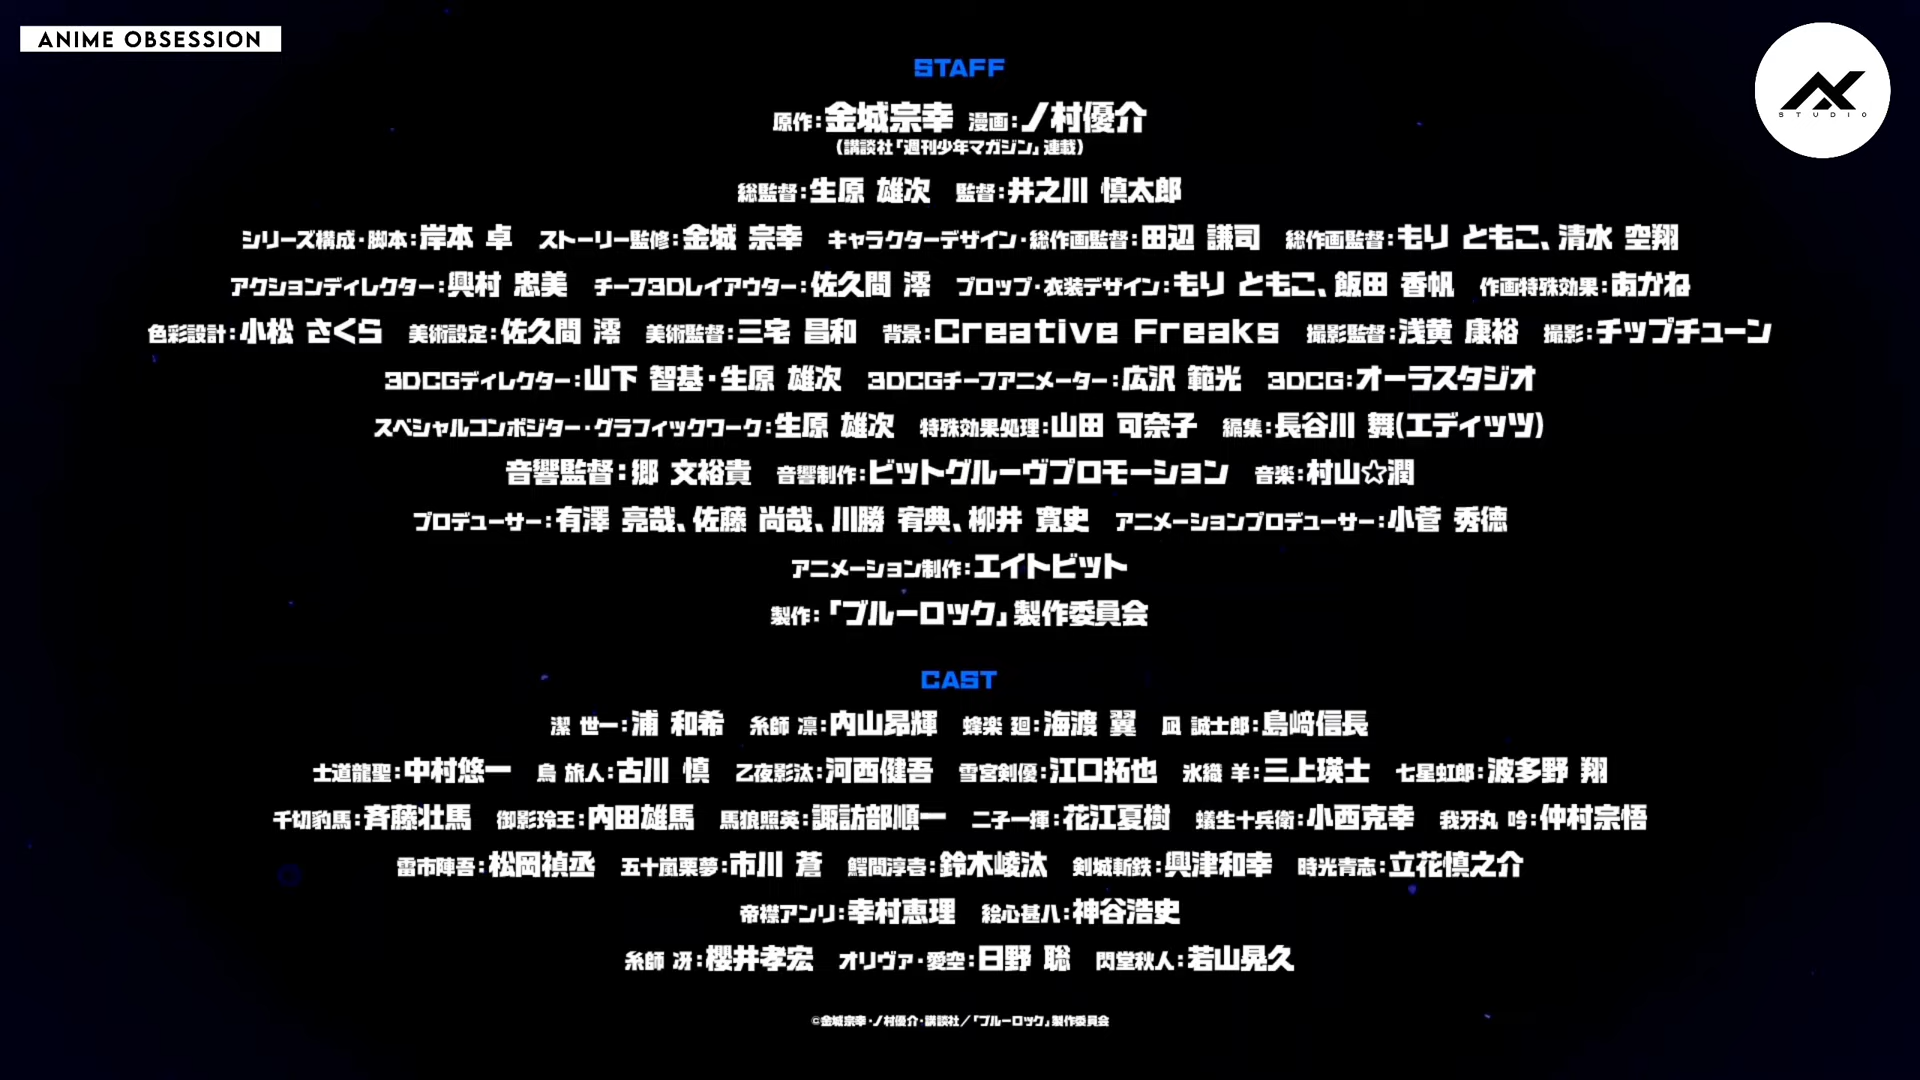 ANIME OBSESSION
STUDIO
STAFF
原作:金城宗幸 漫画:ノ村優介
(講談社「週刊少年マガジン」連載)
総監督:生原 雄次 監督:井之川 慎太郎
シリーズ構成・脚本:岸本 卓 ストーリー監修:金城 宗幸 キャラクターデザイン・総作画監督:田辺 謙司 総作画監督:もり ともこ、清水 空翔
アクションディレクター:興村 忠美 チーフ3Dレイアウター:佐久間 澪 プロップ・衣装デザイン:もり ともこ、飯田 香帆 作画特殊効果:あかね
色彩設計:小松 さくら 美術設定:佐久間 澪 美術監督:三宅 昌和 背景:Creative Freaks 撮影監督:浅黄 康裕 撮影:チップチューン
3DCGディレクター:山下 智基・生原 雄次 3DCGチーフアニメーター:広沢 範光 3DCG:オーラスタジオ
スペシャルコンポジター・グラフィックワーク:生原 雄次 特殊効果処理:山田 可奈子 編集:長谷川 舞(エディッツ)
音響監督:郷 文裕貴 音響制作:ビットグルーヴプロモーション 音楽:村山☆潤
プロデューサー:有澤 亮哉、佐藤 尚哉、川勝 宥典、柳井 寛史 アニメーションプロデューサー:小菅 秀徳
アニメーション制作:エイトビット
製作:「ブルーロック」製作委員会
CAST
潔 世一:浦 和希 糸師 凛:内山昂輝 蜂楽 廻:海渡 翼 凪 誠士郎:島﨑信長
士道龍聖:中村悠一 烏 旅人:古川 慎 乙夜影汰:河西健吾 雪宮剣優:江口拓也 氷織 羊:三上瑛士 七星虹郎:波多野 翔
千切豹馬:斉藤壮馬 御影玲王:内田雄馬 馬狼照英:諏訪部順一 二子一揮:花江夏樹 蟻生十兵衛:小西克幸 我牙丸 吟:仲村宗悟
雷市陣吾:松岡禎丞 五十嵐栗夢:市川 蒼 鰐間淳壱:鈴木崚汰 剣城斬鉄:興津和幸 時光青志:立花慎之介
帝襟アンリ:幸村恵理 絵心甚八:神谷浩史
糸師 冴:櫻井孝宏 オリヴァ・愛空:日野 聡 閃堂秋人:若山晃久
©金城宗幸・ノ村優介・講談社/「ブルーロック」製作委員会